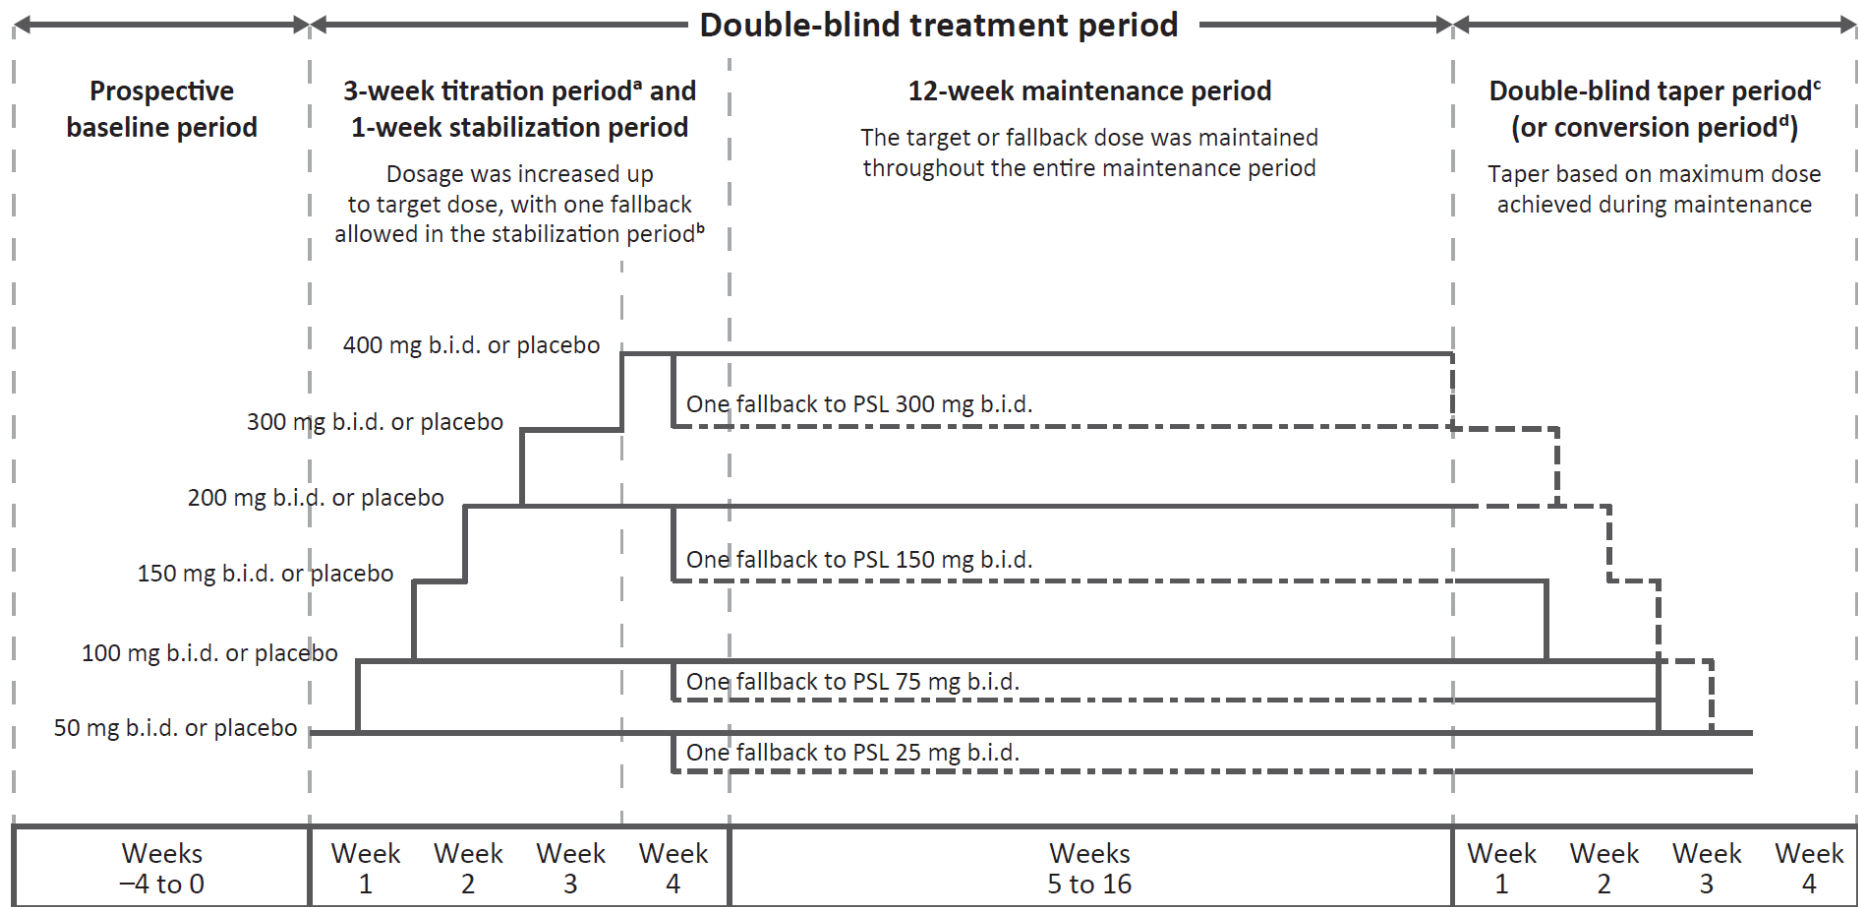 Double-blind treatment period
Prospective
baseline period
3-week titration periodᵃ and
1-week stabilization period
Dosage was increased up
to target dose, with one fallback
allowed in the stabilization periodᵇ
12-week maintenance period
The target or fallback dose was maintained
throughout the entire maintenance period
Double-blind taper periodᶜ
(or conversion periodᵈ)
Taper based on maximum dose
achieved during maintenance
400 mg b.i.d. or placebo
One fallback to PSL 300 mg b.i.d.
300 mg b.i.d. or placebo
200 mg b.i.d. or placebo
One fallback to PSL 150 mg b.i.d.
150 mg b.i.d. or placebo
100 mg b.i.d. or placebo
One fallback to PSL 75 mg b.i.d.
50 mg b.i.d. or placebo
One fallback to PSL 25 mg b.i.d.
Weeks
–4 to 0
Week
1
Week
2
Week
3
Week
4
Weeks
5 to 16
Week
1
Week
2
Week
3
Week
4